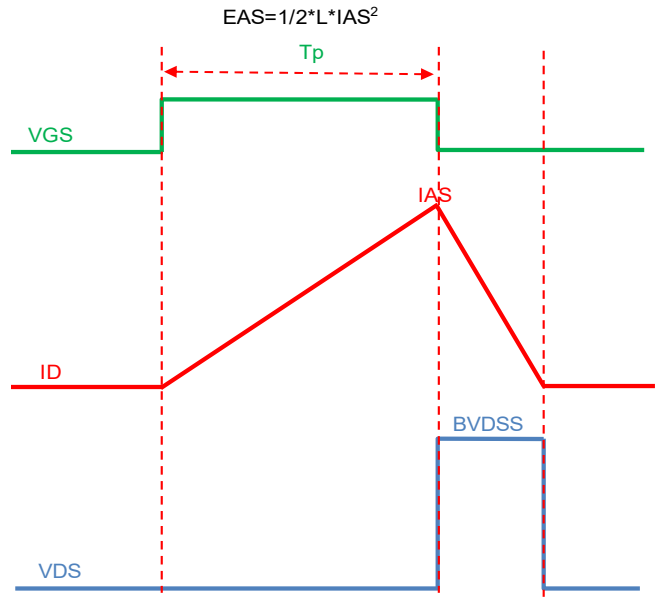 EAS=1/2*L*IAS²
Tp
VGS
IAS
ID
BVDSS
VDS